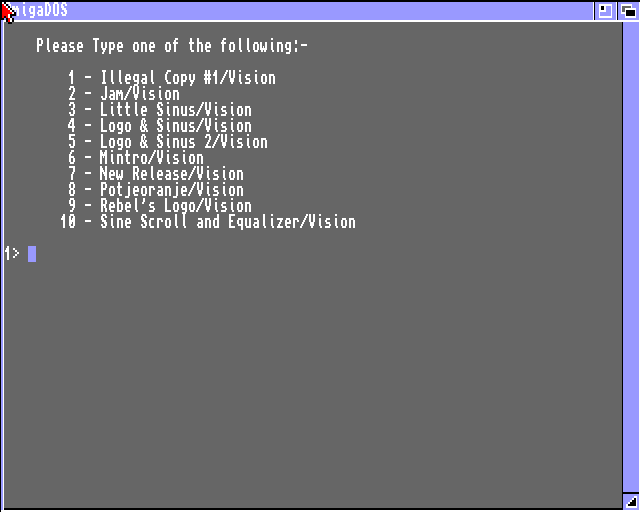 AmigaDOS
Please Type one of the following:-
1 - Illegal Copy #1/Vision
2 - Jam/Vision
3 - Little Sinus/Vision
4 - Logo & Sinus/Vision
5 - Logo & Sinus 2/Vision
6 - Mintro/Vision
7 - New Release/Vision
8 - Potjeoranje/Vision
9 - Rebel's Logo/Vision
10 - Sine Scroll and Equalizer/Vision
1>